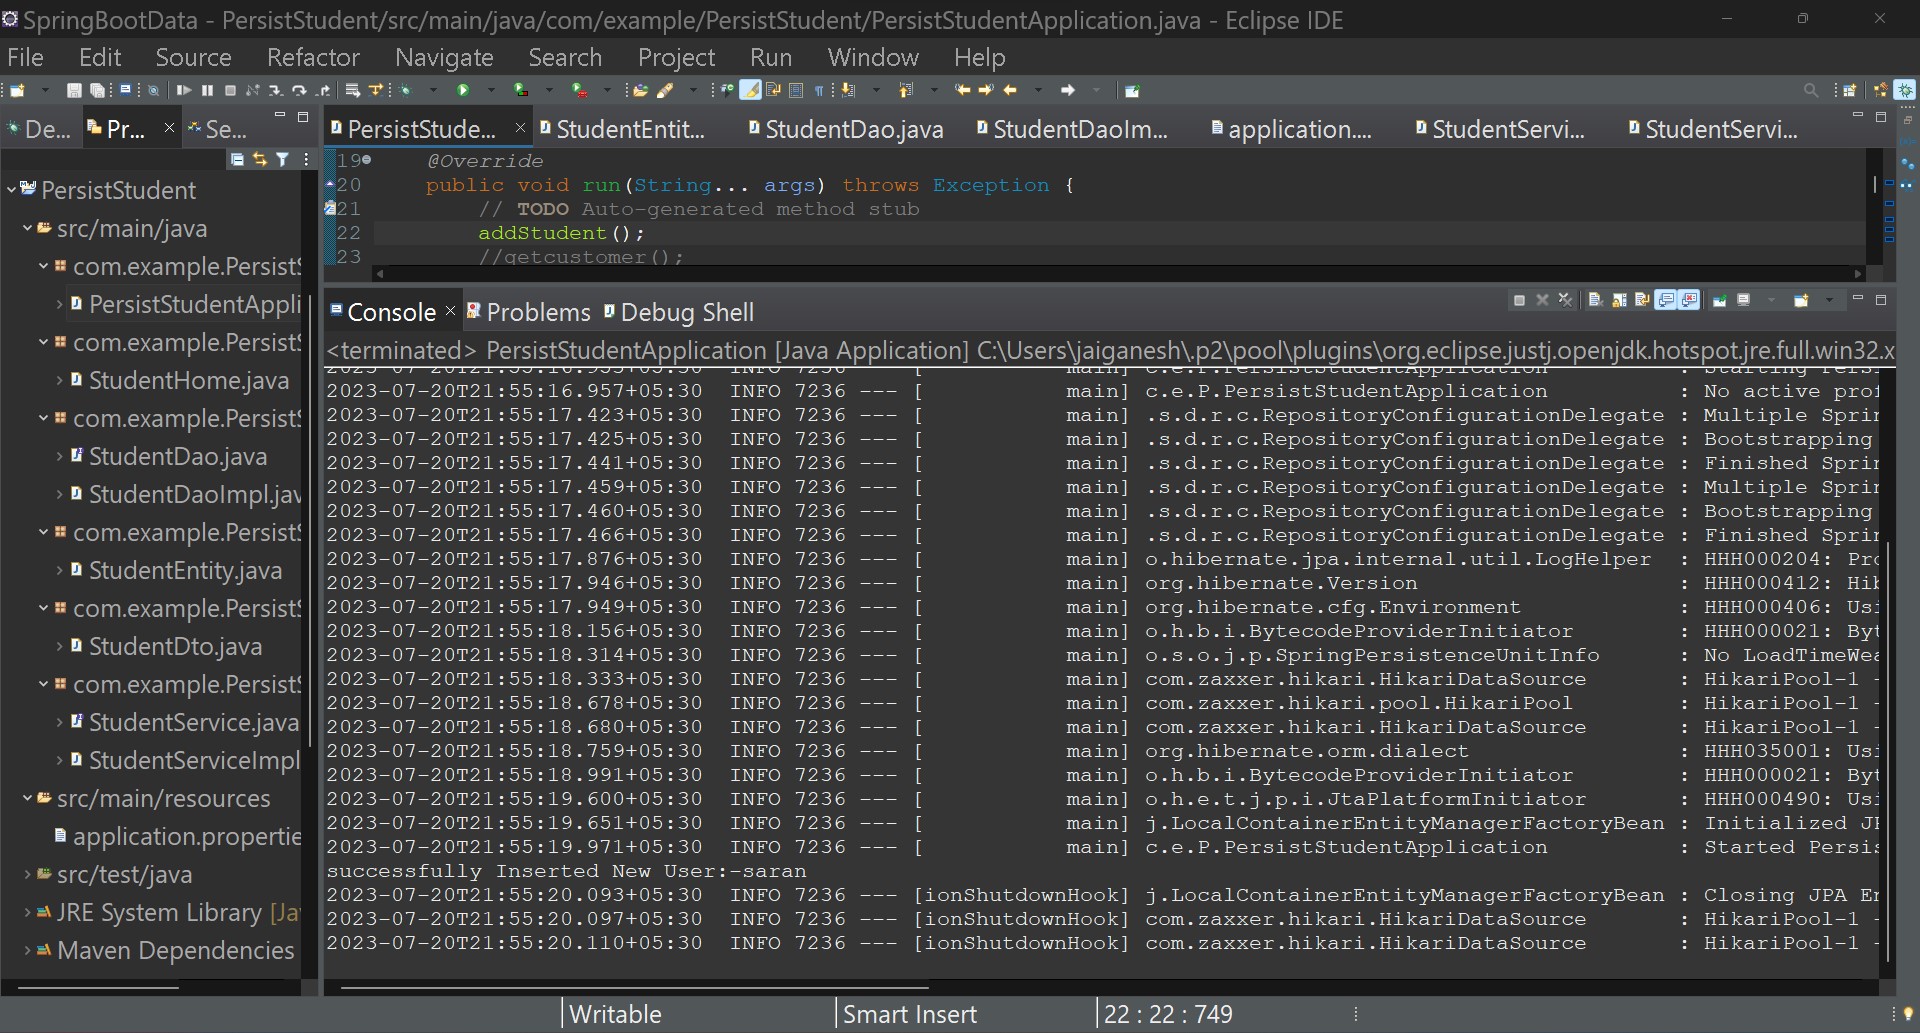 SpringBootData - PersistStudent/src/main/java/com/example/PersistStudent/PersistStudentApplication.java - Eclipse IDE
File Edit Source Refactor Navigate Search Project Run Window Help
De... Pr... Se...
PersistStude... StudentEntit... StudentDao.java StudentDaoIm... application.... StudentServi... StudentServi...
19 @Override
20 public void run(String... args) throws Exception {
21 // TODO Auto-generated method stub
22 addStudent();
23 //getcustomer();
PersistStudent
src/main/java
com.example.PersistS
PersistStudentAppli
com.example.PersistS
StudentHome.java
com.example.PersistS
StudentDao.java
StudentDaoImpl.jav
com.example.PersistS
StudentEntity.java
com.example.PersistS
StudentDto.java
com.example.PersistS
StudentService.java
StudentServiceImpl
src/main/resources
application.propertie
src/test/java
JRE System Library [Ja
Maven Dependencies
Console Problems Debug Shell
<terminated> PersistStudentApplication [Java Application] C:\Users\jaiganesh\.p2\pool\plugins\org.eclipse.justj.openjdk.hotspot.jre.full.win32.x
2023-07-20T21:55:16.957+05:30 INFO 7236 --- [ main] c.e.P.PersistStudentApplication : No active prof
2023-07-20T21:55:17.423+05:30 INFO 7236 --- [ main] .s.d.r.c.RepositoryConfigurationDelegate : Multiple Sprin
2023-07-20T21:55:17.425+05:30 INFO 7236 --- [ main] .s.d.r.c.RepositoryConfigurationDelegate : Bootstrapping
2023-07-20T21:55:17.441+05:30 INFO 7236 --- [ main] .s.d.r.c.RepositoryConfigurationDelegate : Finished Sprin
2023-07-20T21:55:17.459+05:30 INFO 7236 --- [ main] .s.d.r.c.RepositoryConfigurationDelegate : Multiple Sprin
2023-07-20T21:55:17.460+05:30 INFO 7236 --- [ main] .s.d.r.c.RepositoryConfigurationDelegate : Bootstrapping
2023-07-20T21:55:17.466+05:30 INFO 7236 --- [ main] .s.d.r.c.RepositoryConfigurationDelegate : Finished Sprin
2023-07-20T21:55:17.876+05:30 INFO 7236 --- [ main] o.hibernate.jpa.internal.util.LogHelper : HHH000204: Pro
2023-07-20T21:55:17.946+05:30 INFO 7236 --- [ main] org.hibernate.Version : HHH000412: Hib
2023-07-20T21:55:17.949+05:30 INFO 7236 --- [ main] org.hibernate.cfg.Environment : HHH000406: Usi
2023-07-20T21:55:18.156+05:30 INFO 7236 --- [ main] o.h.b.i.BytecodeProviderInitiator : HHH000021: Byt
2023-07-20T21:55:18.314+05:30 INFO 7236 --- [ main] o.s.o.j.p.SpringPersistenceUnitInfo : No LoadTimeWea
2023-07-20T21:55:18.333+05:30 INFO 7236 --- [ main] com.zaxxer.hikari.HikariDataSource : HikariPool-1 -
2023-07-20T21:55:18.678+05:30 INFO 7236 --- [ main] com.zaxxer.hikari.pool.HikariPool : HikariPool-1 -
2023-07-20T21:55:18.680+05:30 INFO 7236 --- [ main] com.zaxxer.hikari.HikariDataSource : HikariPool-1 -
2023-07-20T21:55:18.759+05:30 INFO 7236 --- [ main] org.hibernate.orm.dialect : HHH035001: Usi
2023-07-20T21:55:18.991+05:30 INFO 7236 --- [ main] o.h.b.i.BytecodeProviderInitiator : HHH000021: Byt
2023-07-20T21:55:19.600+05:30 INFO 7236 --- [ main] o.h.e.t.j.p.i.JtaPlatformInitiator : HHH000490: Usi
2023-07-20T21:55:19.651+05:30 INFO 7236 --- [ main] j.LocalContainerEntityManagerFactoryBean : Initialized JP
2023-07-20T21:55:19.971+05:30 INFO 7236 --- [ main] c.e.P.PersistStudentApplication : Started Persis
successfully Inserted New User:-saran
2023-07-20T21:55:20.093+05:30 INFO 7236 --- [ionShutdownHook] j.LocalContainerEntityManagerFactoryBean : Closing JPA En
2023-07-20T21:55:20.097+05:30 INFO 7236 --- [ionShutdownHook] com.zaxxer.hikari.HikariDataSource : HikariPool-1 -
2023-07-20T21:55:20.110+05:30 INFO 7236 --- [ionShutdownHook] com.zaxxer.hikari.HikariDataSource : HikariPool-1 -
Writable Smart Insert 22 : 22 : 749